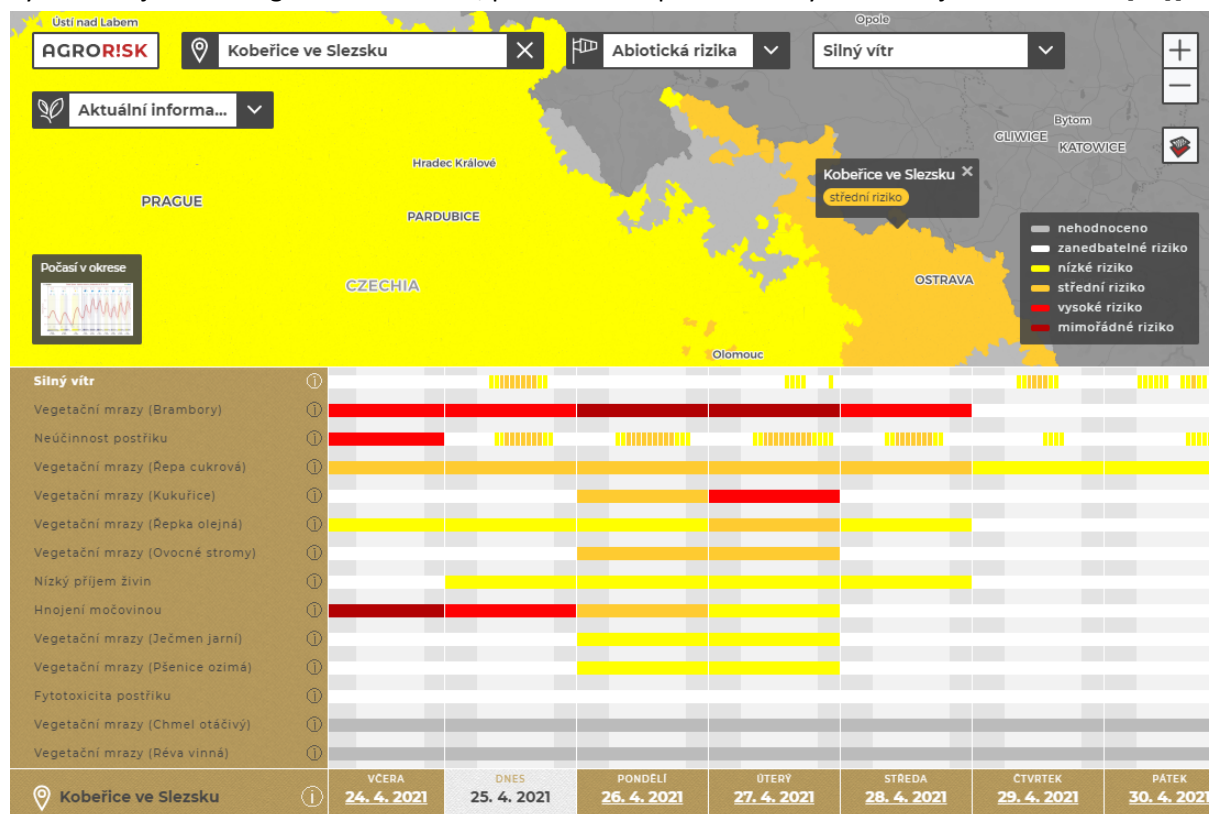 Ústí nad Labem
Opole
AGROR!SK
Kobeřice ve Slezsku
Abiotická rizika
Silný vítr
Aktuální informa...
Bytom
GLIWICE
KATOWICE
Hradec Králové
Kobeřice ve Slezsku
střední riziko
PRAGUE
PARDUBICE
nehodnoceno
zanedbatelné riziko
nízké riziko
střední riziko
vysoké riziko
mimořádné riziko
Počasí v okrese
CZECHIA
OSTRAVA
Olomouc
Silný vítr
Vegetační mrazy (Brambory)
Neúčinnost postřiku
Vegetační mrazy (Řepa cukrová)
Vegetační mrazy (Kukuřice)
Vegetační mrazy (Řepka olejná)
Vegetační mrazy (Ovocné stromy)
Nízký příjem živin
Hnojení močovinou
Vegetační mrazy (Ječmen jarní)
Vegetační mrazy (Pšenice ozimá)
Fytotoxicita postřiku
Vegetační mrazy (Chmel otáčivý)
Vegetační mrazy (Réva vinná)
Kobeřice ve Slezsku
VČERA
24. 4. 2021
DNES
25. 4. 2021
PONDĚLÍ
26. 4. 2021
ÚTERÝ
27. 4. 2021
STŘEDA
28. 4. 2021
ČTVRTEK
29. 4. 2021
PÁTEK
30. 4. 2021